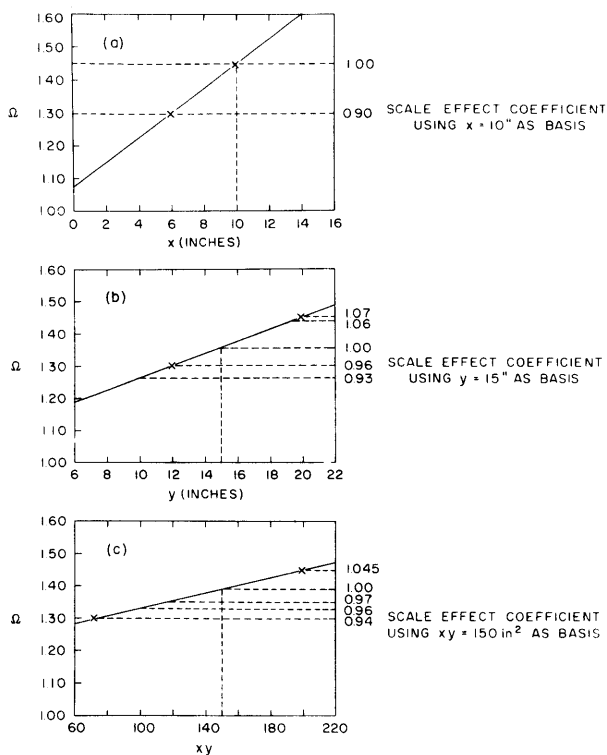 1.60
(a)
1.50
1.00
1.40
Ω
1.30
0.90
SCALE EFFECT COEFFICIENT
USING x = 10" AS BASIS
1.20
1.10
1.00
0 2 4 6 8 10 12 14 16
x (INCHES)
1.60
(b)
1.50
1.07
1.06
1.40
1.00
Ω
1.30
0.96
0.93
SCALE EFFECT COEFFICIENT
USING y = 15" AS BASIS
1.20
1.10
1.00
6 8 10 12 14 16 18 20 22
y (INCHES)
1.60
(c)
1.50
1.045
1.40
1.00
0.97
0.96
Ω
1.30
0.94
SCALE EFFECT COEFFICIENT
USING xy = 150 in² AS BASIS
1.20
1.10
1.00
60 100 140 180 220
xy